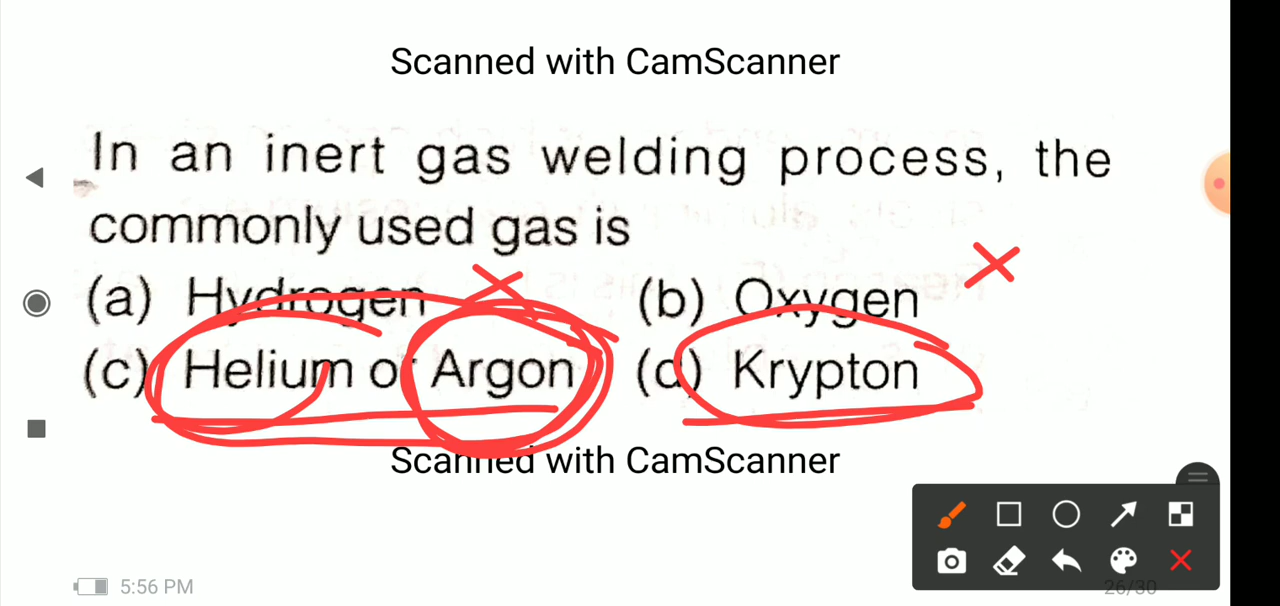 Scanned with CamScanner
In an inert gas welding process, the
commonly used gas is
(a) Hydrogen (b) Oxygen
(c) Helium or Argon (d) Krypton
Scanned with CamScanner
5:56 PM
26/30